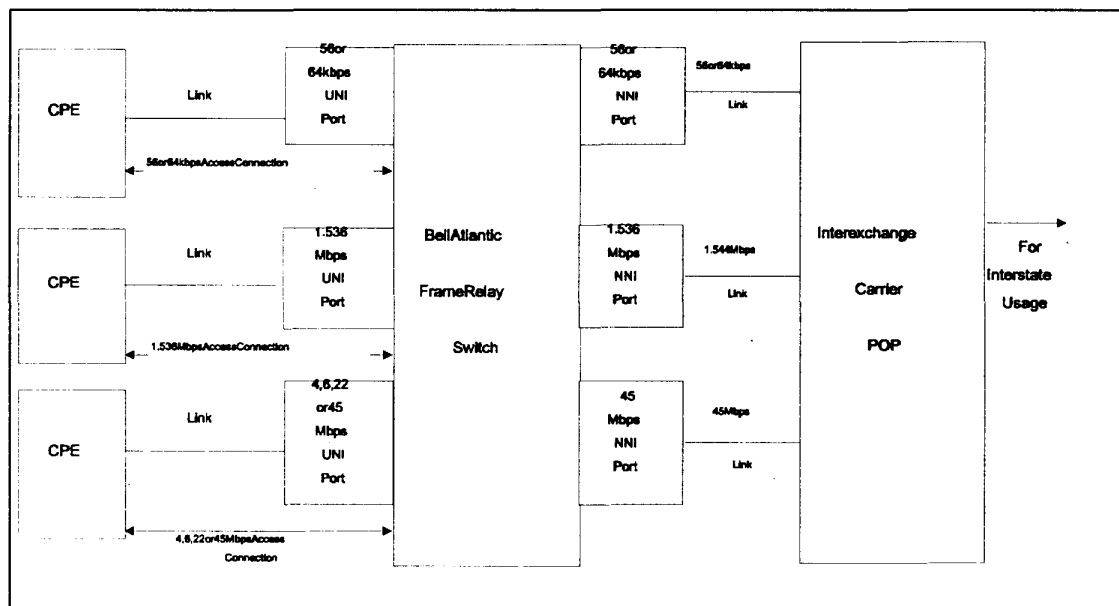 CPE
Link
56or
64kbps
UNI
Port
56or64kbpsAccessConnection
CPE
Link
1.536
Mbps
UNI
Port
1.536MbpsAccessConnection
CPE
Link
4,6,22
or45
Mbps
UNI
Port
4,6,22or45MbpsAccess
Connection
BellAtlantic
FrameRelay
Switch
56or
64kbps
NNI
Port
56or64kbps
Link
1.536
Mbps
NNI
Port
1.544Mbps
Link
45
Mbps
NNI
Port
45Mbps
Link
Interexchange
Carrier
POP
For
Interstate
Usage